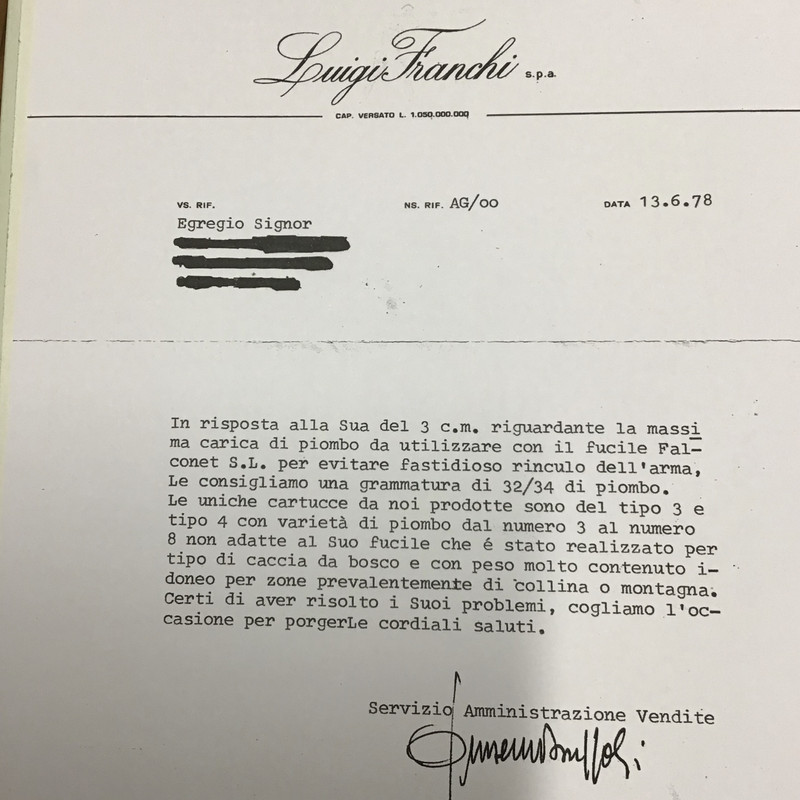 Luigi Franchi s.p.a.
CAP. VERSATO L. 1.050.000.000
VS. RIF. NS. RIF. AG/oo DATA 13.6.78
Egregio Signor
In risposta alla Sua del 3 c.m. riguardante la massi
ma carica di piombo da utilizzare con il fucile Fal-
conet S.L. per evitare fastidioso rinculo dell'arma,
Le consigliamo una grammatura di 32/34 di piombo.
Le uniche cartucce da noi prodotte sono del tipo 3 e
tipo 4 con varietà di piombo dal numero 3 al numero
8 non adatte al Suo fucile che é stato realizzato per
tipo di caccia da bosco e con peso molto contenuto i-
doneo per zone prevalentemente di collina o montagna.
Certi di aver risolto i Suoi problemi, cogliamo l'oc-
casione per porgerLe cordiali saluti.
Servizio Amministrazione Vendite